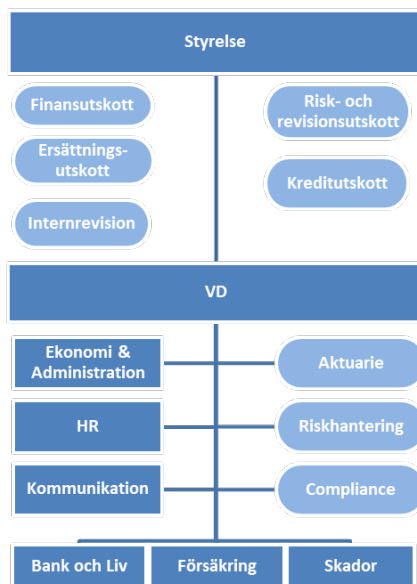 Styrelse
Finansutskott
Risk- och
revisionsutskott
Ersättnings-
utskott
Kreditutskott
Internrevision
VD
Ekonomi &
Administration
Aktuarie
HR
Riskhantering
Kommunikation
Compliance
Bank och Liv
Försäkring
Skador